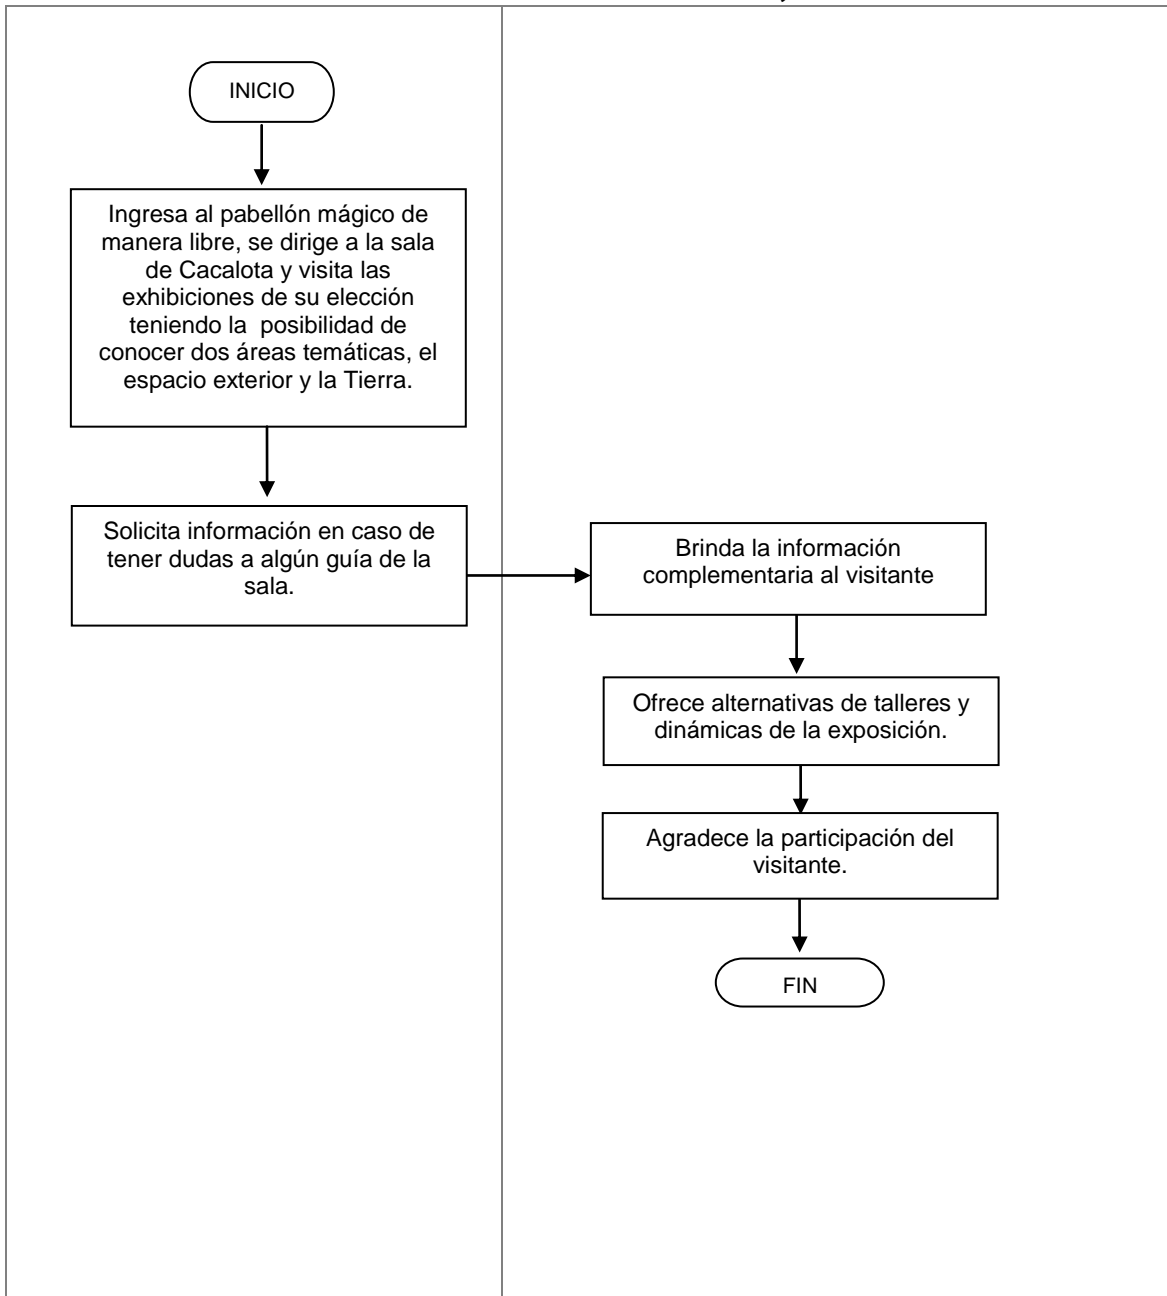 INICIO
Ingresa al pabellón mágico de
manera libre, se dirige a la sala
de Cacalota y visita las
exhibiciones de su elección
teniendo la posibilidad de
conocer dos áreas temáticas, el
espacio exterior y la Tierra.
Solicita información en caso de
tener dudas a algún guía de la
sala.
Brinda la información
complementaria al visitante
Ofrece alternativas de talleres y
dinámicas de la exposición.
Agradece la participación del
visitante.
FIN